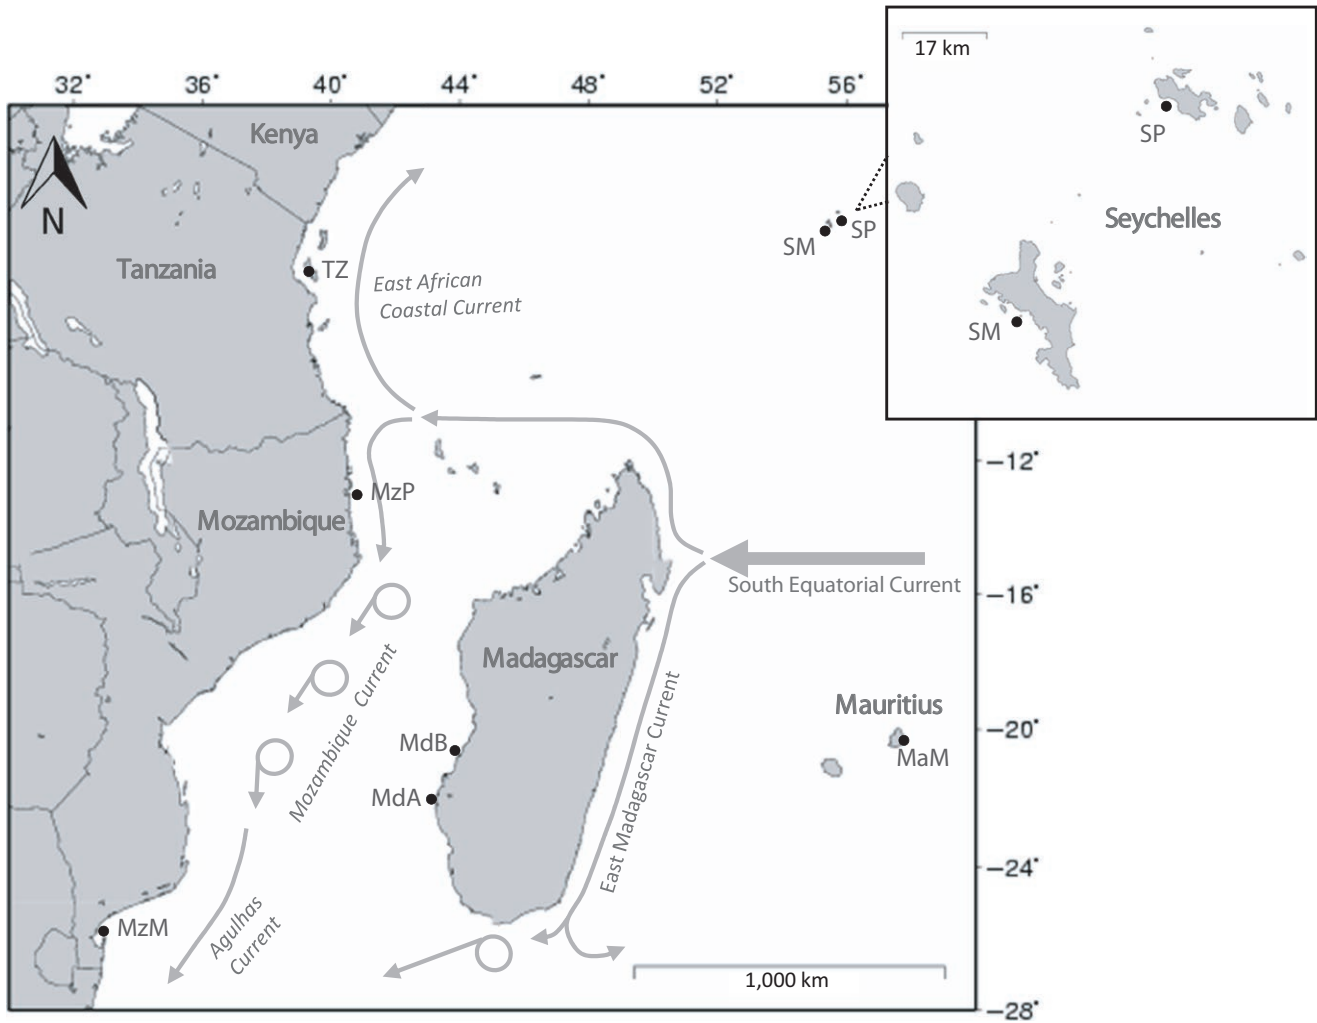 17 km
32° 36° 40° 44° 48° 52° 56°
Kenya
SP
N
Seychelles
SP
SM
Tanzania
TZ
East African
Coastal Current
SM
–12°
MzP
Mozambique
South Equatorial Current
–16°
Madagascar
Mozambique Current
East Madagascar Current
Mauritius
–20°
MdB
MaM
MdA
–24°
Agulhas
Current
MzM
1,000 km
–28°